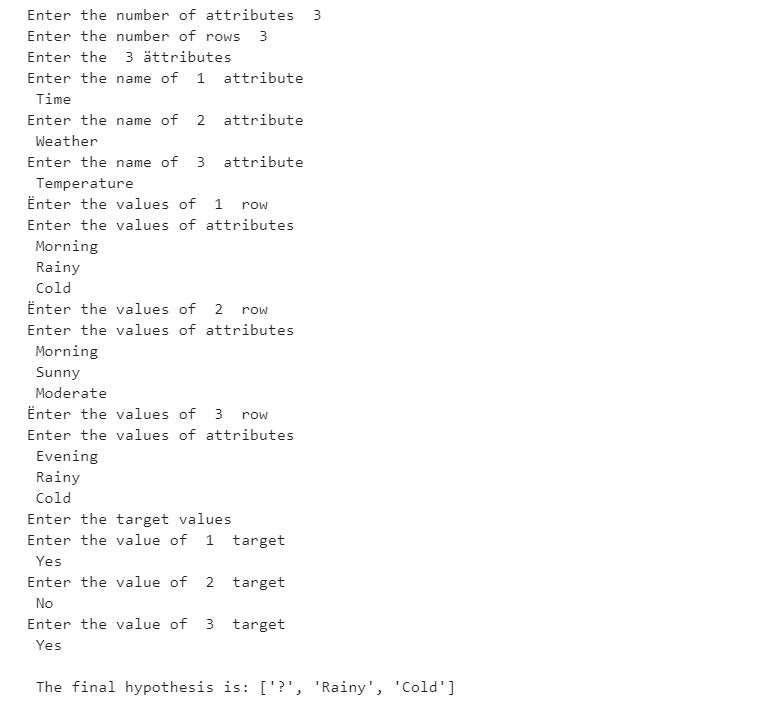 Enter the number of attributes  3
Enter the number of rows  3
Enter the  3 ättributes
Enter the name of  1  attribute
Time
Enter the name of  2  attribute
Weather
Enter the name of  3  attribute
Temperature
Ënter the values of  1  row
Enter the values of attributes
Morning
Rainy
Cold
Ënter the values of  2  row
Enter the values of attributes
Morning
Sunny
Moderate
Ënter the values of  3  row
Enter the values of attributes
Evening
Rainy
Cold
Enter the target values
Enter the value of  1  target
Yes
Enter the value of  2  target
No
Enter the value of  3  target
Yes
The final hypothesis is: ['?', 'Rainy', 'Cold']